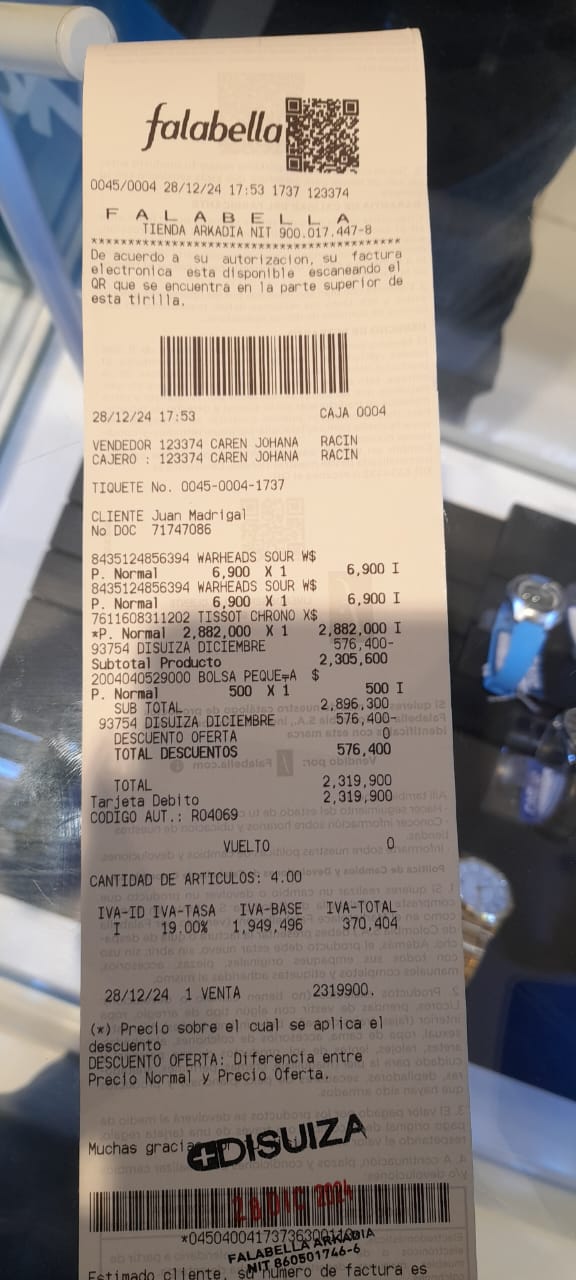 falabella
0045/0004 28/12/24 17:53 1737 123374
F A L A B E L L A
TIENDA ARKADIA NIT 900.017.447-8
****************************************
De acuerdo a su autorizacion, su factura
electronica esta disponible escaneando el
QR que se encuentra en la parte superior de
esta tirilla.
28/12/24 17:53 CAJA 0004
VENDEDOR 123374 CAREN JOHANA RACIN
CAJERO : 123374 CAREN JOHANA RACIN
TIQUETE No. 0045-0004-1737
CLIENTE Juan Madrigal
No DOC 71747086
8435124856394 WARHEADS SOUR W$
P. Normal 6,900 X 1 6,900 I
8435124856394 WARHEADS SOUR W$
P. Normal 6,900 X 1 6,900 I
7611608311202 TISSOT CHRONO X$
*P. Normal 2,882,000 X 1 2,882,000 I
93754 DISUIZA DICIEMBRE 576,400-
Subtotal Producto 2,305,600
2004040529000 BOLSA PEQUE¬A $
P. Normal 500 X 1 500 I
SUB TOTAL 2,896,300
93754 DISUIZA DICIEMBRE 576,400-
DESCUENTO OFERTA 0
TOTAL DESCUENTOS 576,400
TOTAL 2,319,900
Tarjeta Debito 2,319,900
CODIGO AUT.: R04069
VUELTO 0
CANTIDAD DE ARTICULOS: 4.00
IVA-ID IVA-TASA IVA-BASE IVA-TOTAL
I 19.00% 1,949,496 370,404
28/12/24 1 VENTA 2319900.
(*) Precio sobre el cual se aplica el
descuento
DESCUENTO OFERTA: Diferencia entre
Precio Normal y Precio Oferta.
Muchas gracias
DISUIZA
28 DIC 2024
FALABELLA ARKADIA
NIT 860501746-6
Estimado cliente, su numero de factura es